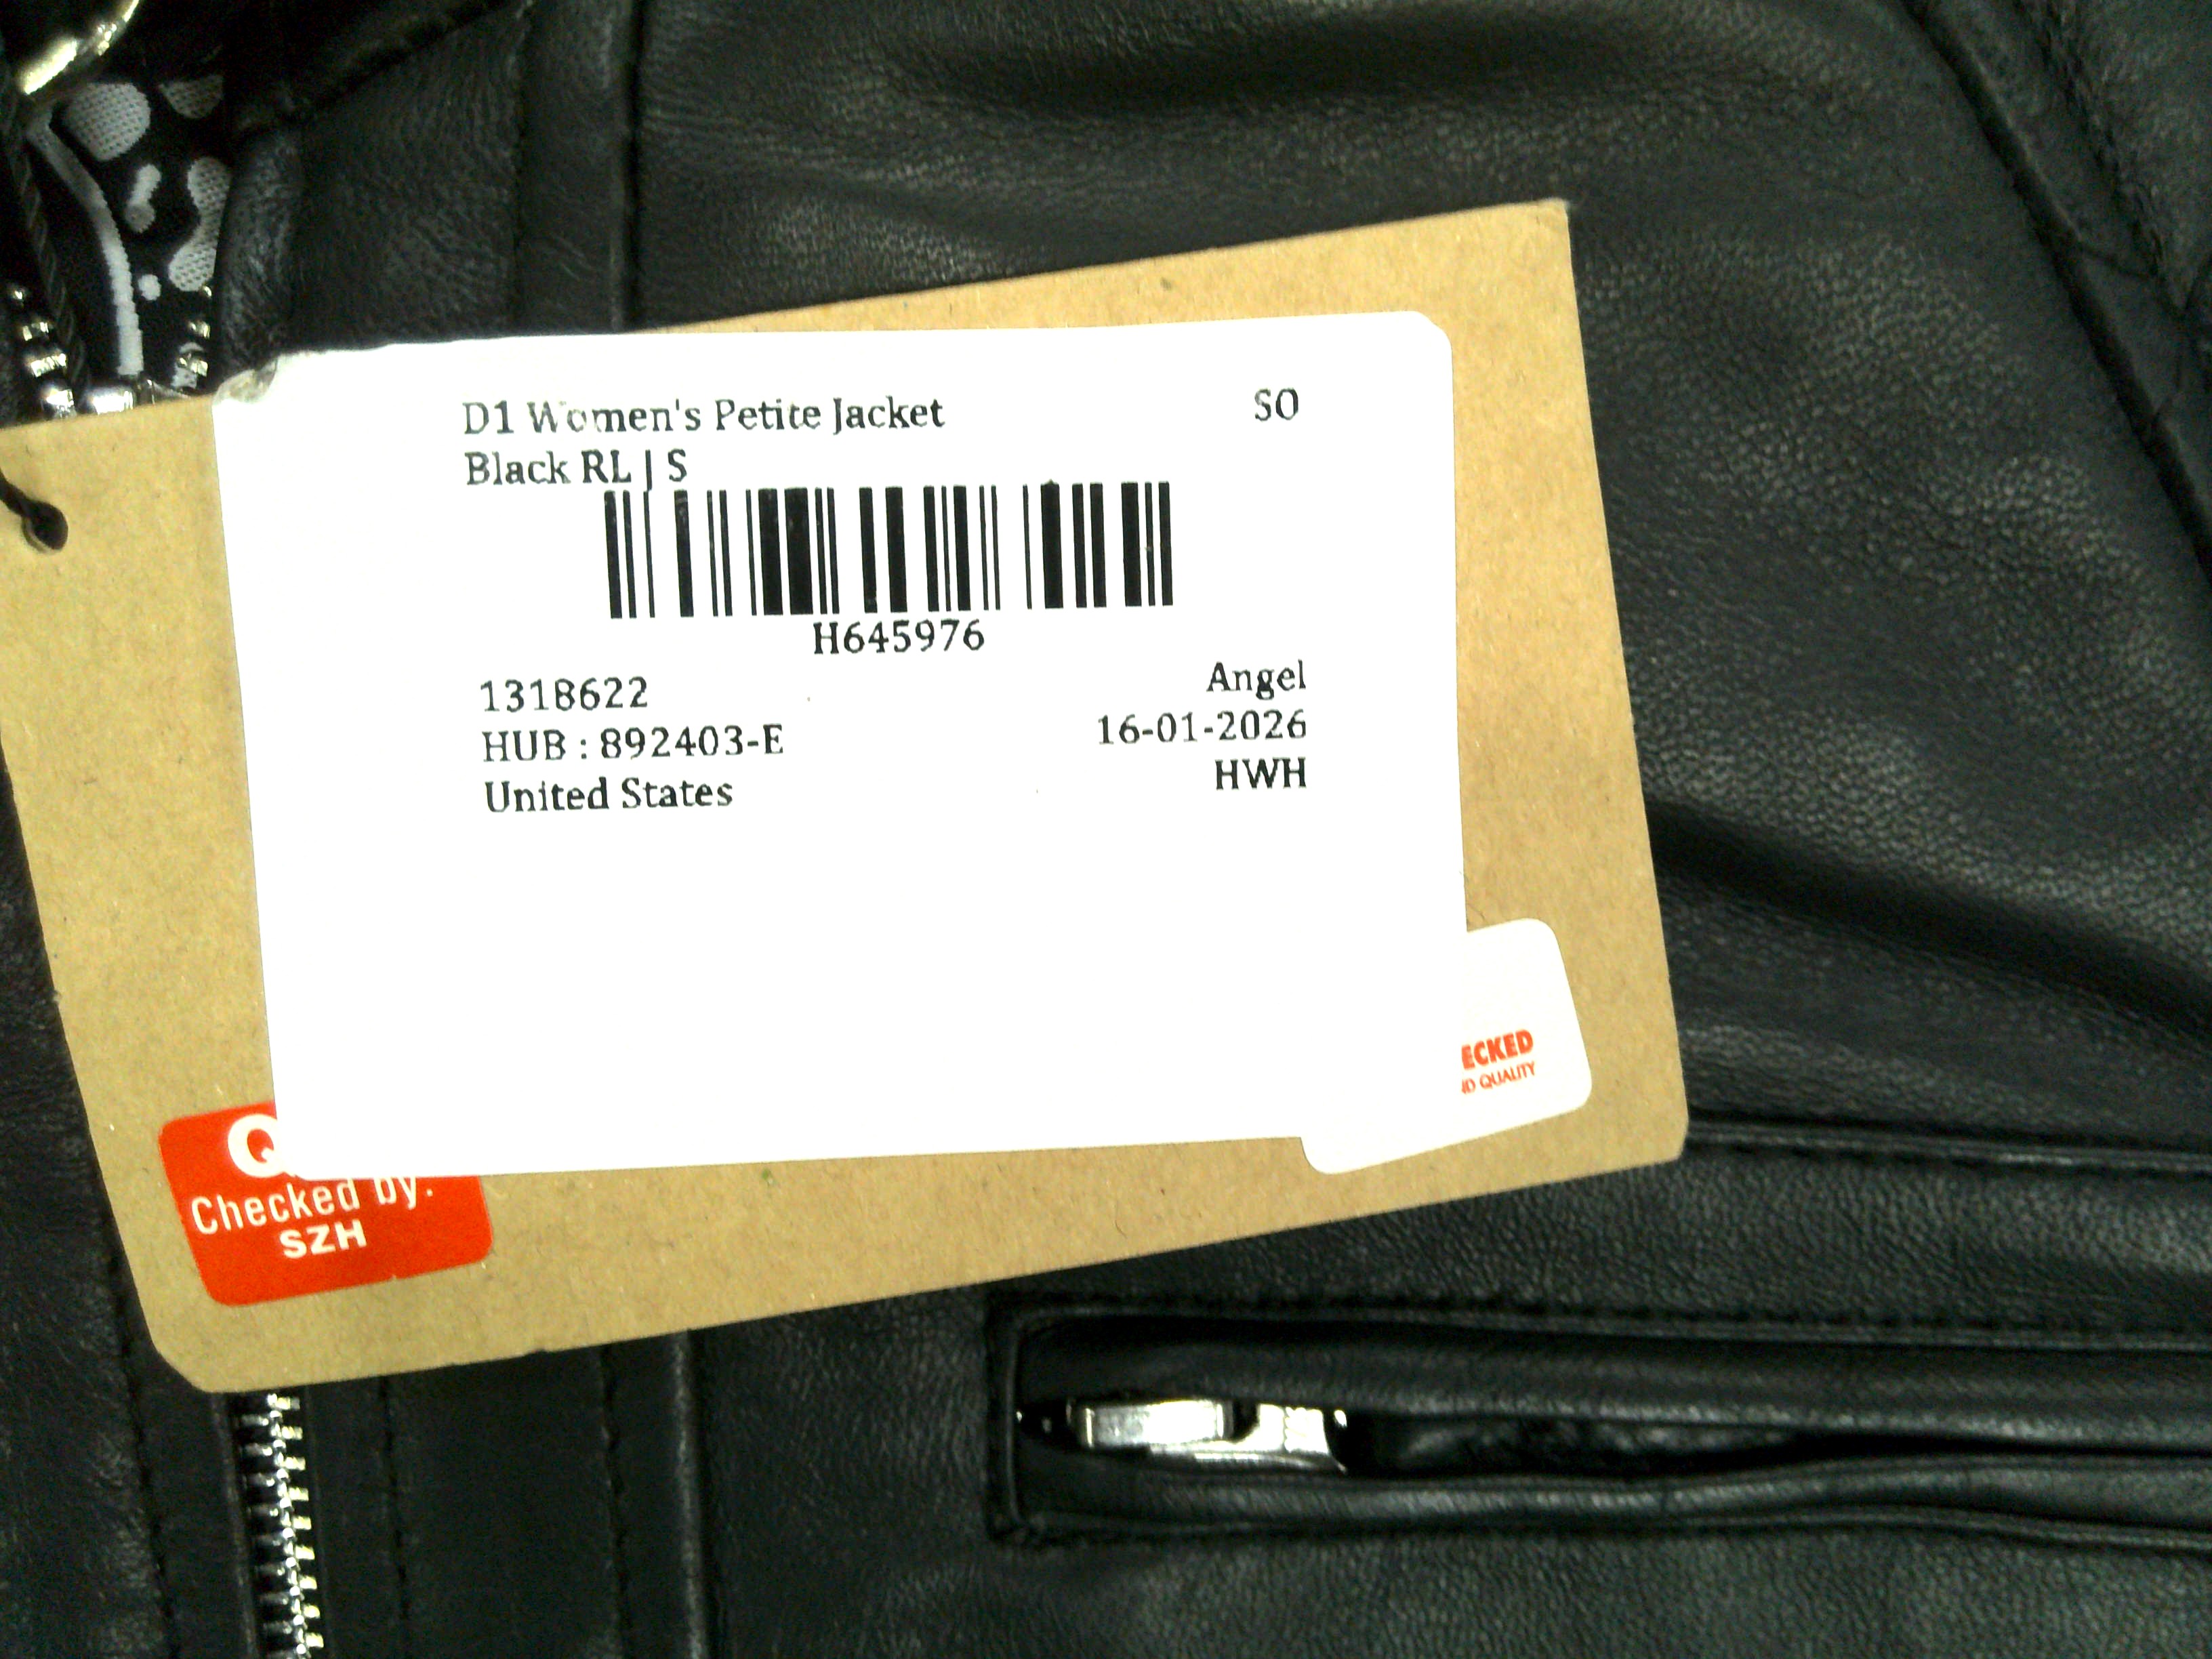 D1 Women's Petite Jacket SO
Black RL | S
H645976
1318622 Angel
HUB : 892403-E 16-01-2026
United States HWH
ECKED
QUALITY
Checked by:
SZH